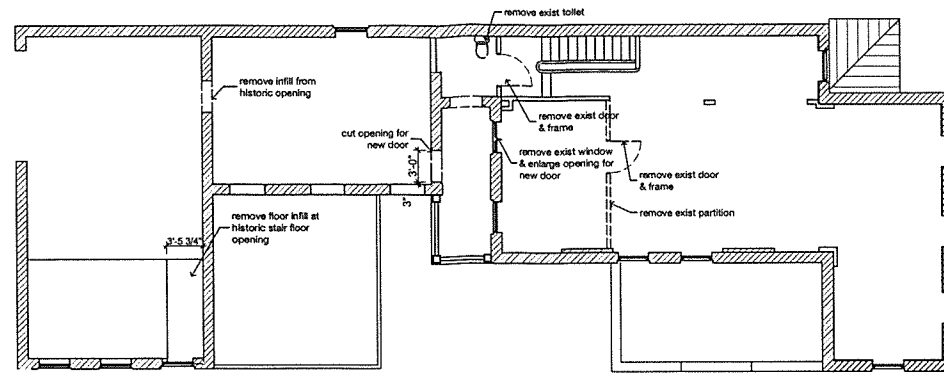 remove exist toilet
remove infill from
historic opening
cut opening for
new door
3'-0"
3"
remove exist door
& frame
remove exist window
& enlarge opening for
new door
remove exist door
& frame
remove exist partition
remove floor infill at
historic stair floor
opening
3'-5 3/4"